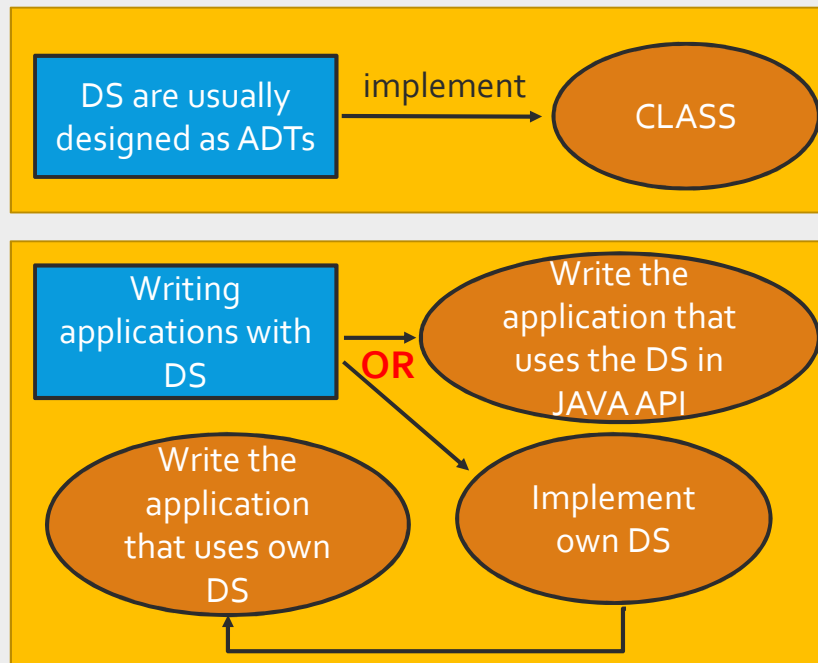 DS are usually
designed as ADTs
implement
CLASS
Writing
applications with
DS
OR
Write the
application that
uses the DS in
JAVA API
Write the
application
that uses own
DS
Implement
own DS